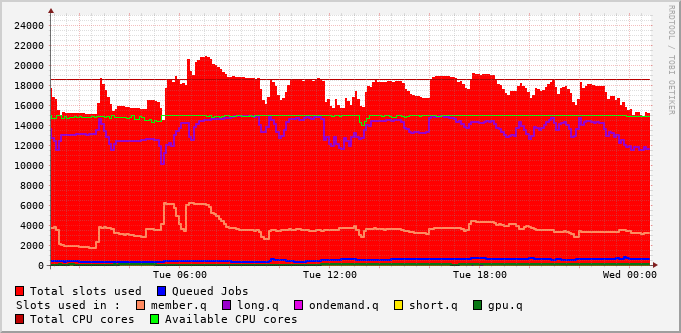 24000
22000
20000
18000
16000
14000
12000
10000
8000
6000
4000
2000
0
Tue 06:00 Tue 12:00 Tue 18:00 Wed 00:00
RRDTOOL / TOBI OETIKER
Total slots used Queued Jobs
Slots used in : member.q long.q ondemand.q short.q gpu.q
Total CPU cores Available CPU cores